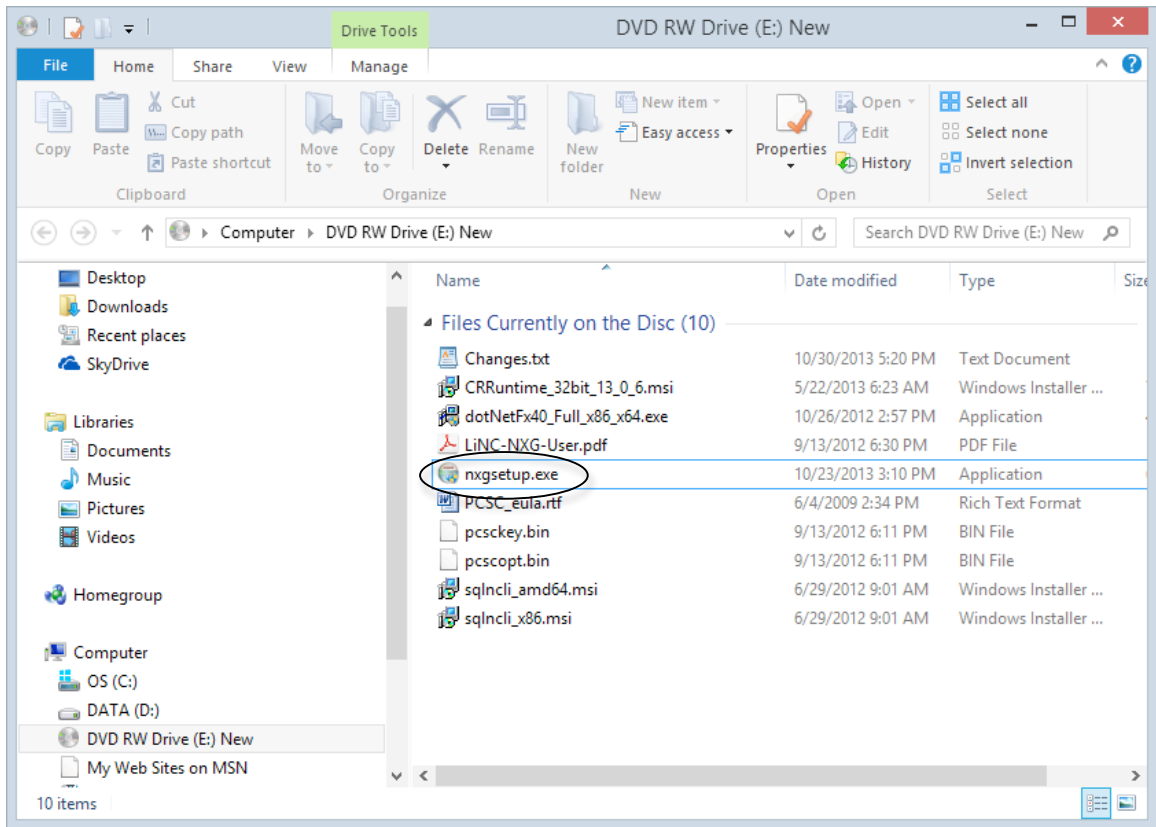 Drive Tools
DVD RW Drive (E:) New
File Home Share View Manage
Copy
Paste
Cut
Copy path
Paste shortcut
Clipboard
Move to
Copy to
Delete
Rename
Organize
New folder
New item
Easy access
New
Properties
Open
Edit
History
Open
Select all
Select none
Invert selection
Select
Computer DVD RW Drive (E:) New
Search DVD RW Drive (E:) New
Desktop
Downloads
Recent places
SkyDrive
Libraries
Documents
Music
Pictures
Videos
Homegroup
Computer
OS (C:)
DATA (D:)
DVD RW Drive (E:) New
My Web Sites on MSN
Name Date modified Type Size
Files Currently on the Disc (10)
Changes.txt 10/30/2013 5:20 PM Text Document
CRRuntime_32bit_13_0_6.msi 5/22/2013 6:23 AM Windows Installer ...
dotNetFx40_Full_x86_x64.exe 10/26/2012 2:57 PM Application
LiNC-NXG-User.pdf 9/13/2012 6:30 PM PDF File
nxgsetup.exe 10/23/2013 3:10 PM Application
PCSC_eula.rtf 6/4/2009 2:34 PM Rich Text Format
pcsckey.bin 9/13/2012 6:11 PM BIN File
pcscopt.bin 9/13/2012 6:11 PM BIN File
sqlncli_amd64.msi 6/29/2012 9:01 AM Windows Installer ...
sqlncli_x86.msi 6/29/2012 9:01 AM Windows Installer ...
10 items